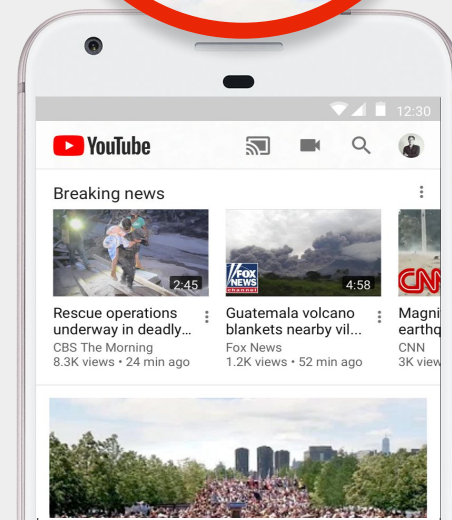 12:30
YouTube
Breaking news
2:45
FOX
NEWS
channel
4:58
CNN
Rescue operations
underway in deadly...
CBS The Morning
8.3K views • 24 min ago
Guatemala volcano
blankets nearby vil...
Fox News
1.2K views • 52 min ago
Magni
earthq
CNN
3K view